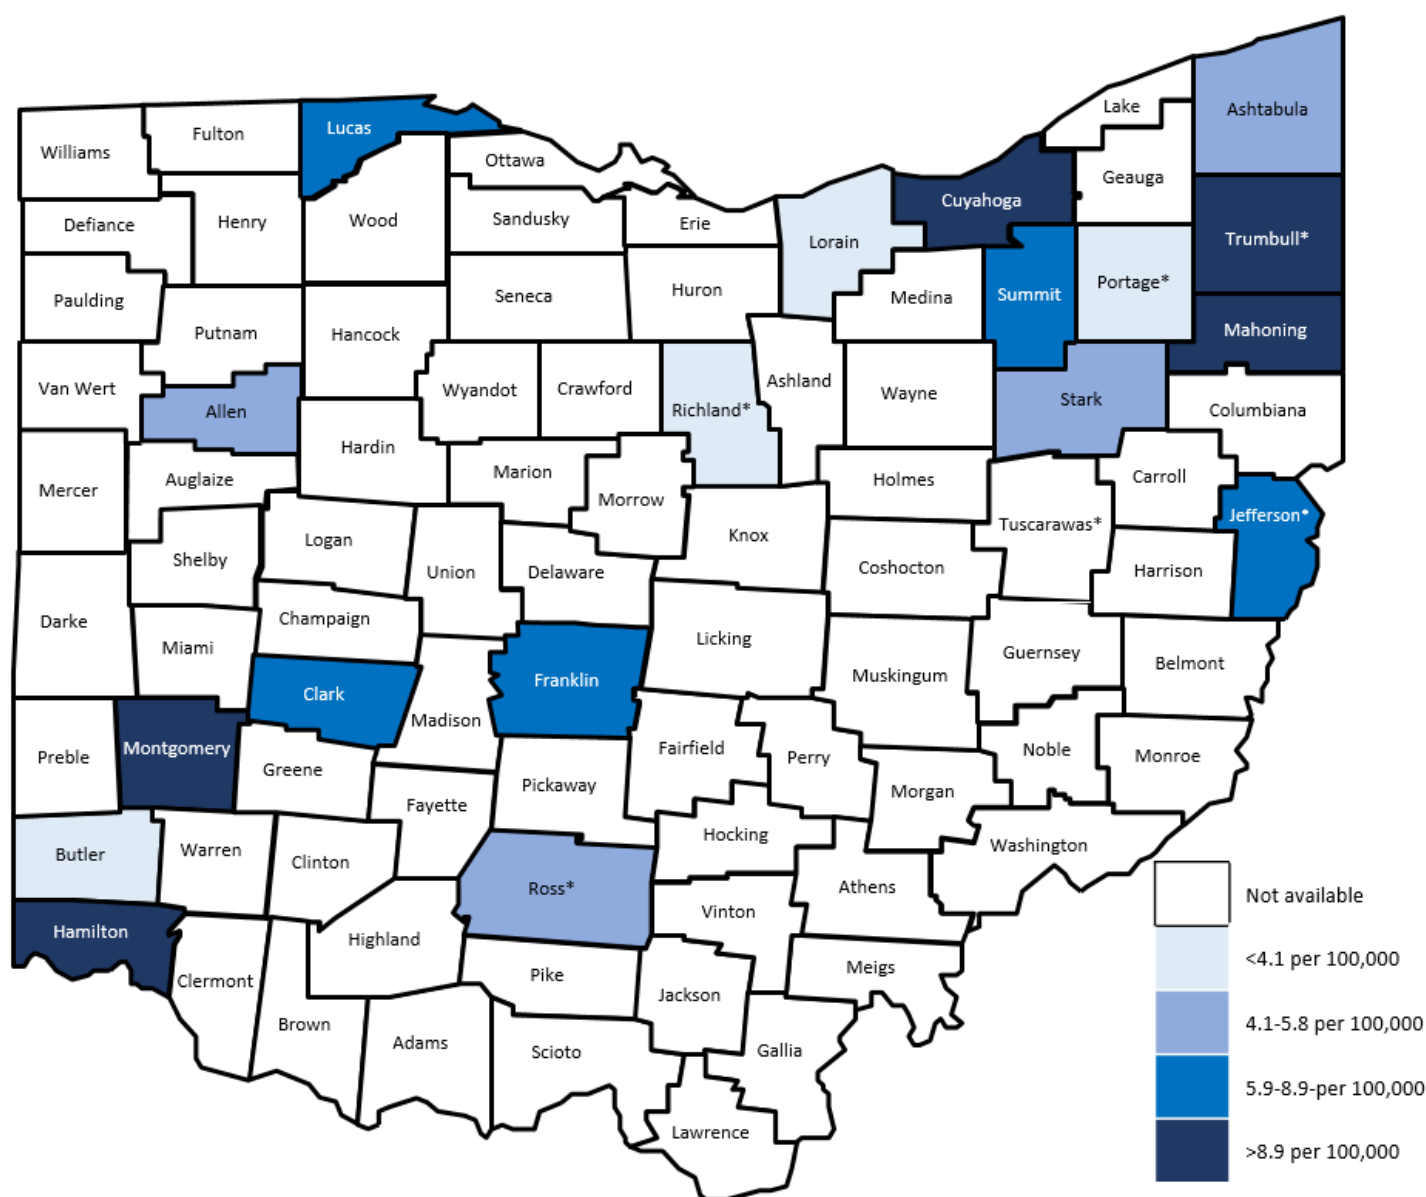 Lake
Ashtabula
Williams
Fulton
Lucas
Ottawa
Geauga
Defiance
Henry
Wood
Sandusky
Erie
Lorain
Cuyahoga
Trumbull*
Paulding
Putnam
Hancock
Seneca
Huron
Medina
Summit
Portage*
Mahoning
Van Wert
Allen
Wyandot
Crawford
Richland*
Ashland
Wayne
Stark
Columbiana
Mercer
Auglaize
Hardin
Marion
Morrow
Holmes
Carroll
Shelby
Logan
Union
Delaware
Knox
Coshocton
Tuscarawas*
Harrison
Jefferson*
Darke
Miami
Champaign
Clark
Madison
Franklin
Licking
Muskingum
Guernsey
Belmont
Preble
Montgomery
Greene
Fayette
Pickaway
Fairfield
Perry
Morgan
Noble
Monroe
Butler
Warren
Clinton
Ross*
Hocking
Athens
Washington
Hamilton
Clermont
Highland
Pike
Vinton
Meigs
Brown
Adams
Scioto
Jackson
Gallia
Lawrence
Not available
<4.1 per 100,000
4.1-5.8 per 100,000
5.9-8.9-per 100,000
>8.9 per 100,000